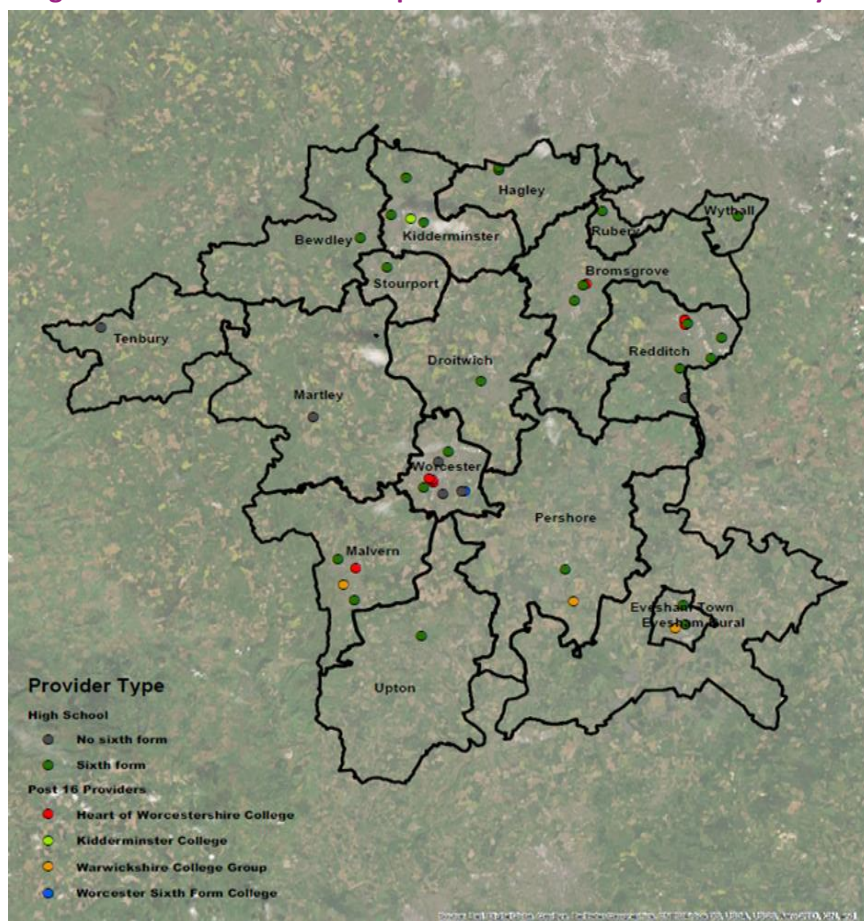 Hagley
Wythall
Rubery
Bewdley
Kidderminster
Bromsgrove
Stourport
Tenbury
Droitwich
Redditch
Martley
Worcester
Pershore
Malvern
Evesham Town
Evesham Rural
Upton
Provider Type
High School
No sixth form
Sixth form
Post 16 Providers
Heart of Worcestershire College
Kidderminster College
Warwickshire College Group
Worcester Sixth Form College